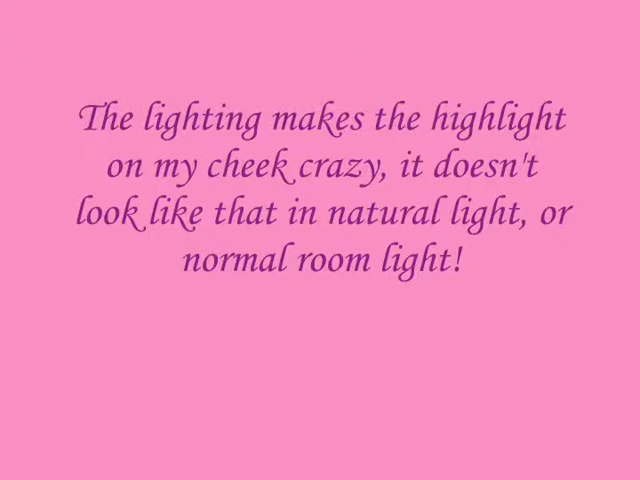 The lighting makes the highlight
on my cheek crazy, it doesn't
look like that in natural light, or
normal room light!